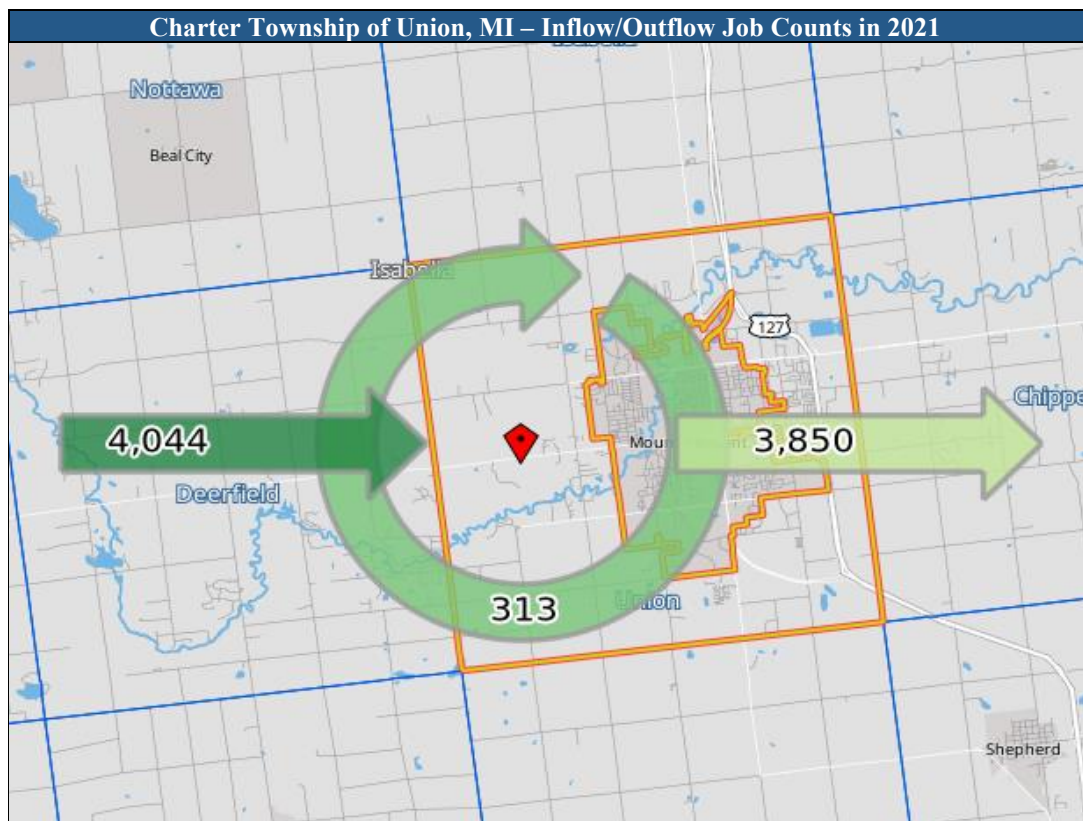 Charter Township of Union, MI – Inflow/Outflow Job Counts in 2021
Nottawa
Beal City
Isabella
127
Chippe
4,044
3,850
Deerfield
313
Union
Shepherd